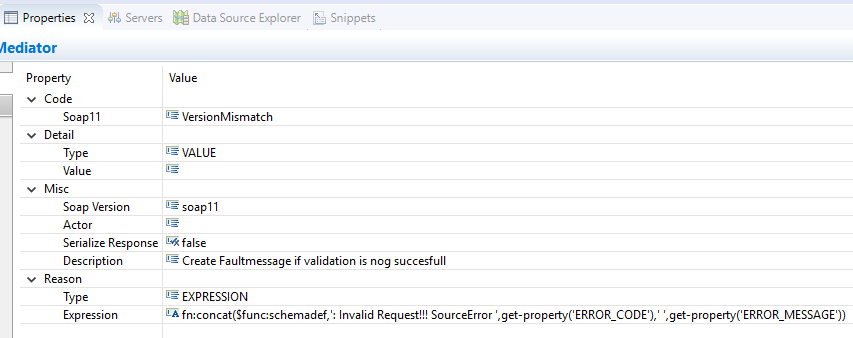 Properties Servers Data Source Explorer Snippets
Mediator
Property Value
Code
Soap11 VersionMismatch
Detail
Type VALUE
Value
Misc
Soap Version soap11
Actor
Serialize Response false
Description Create Faultmessage if validation is nog succesfull
Reason
Type EXPRESSION
Expression fn:concat($func:schemadef,': Invalid Request!!! SourceError ',get-property('ERROR_CODE'),' ',get-property('ERROR_MESSAGE'))